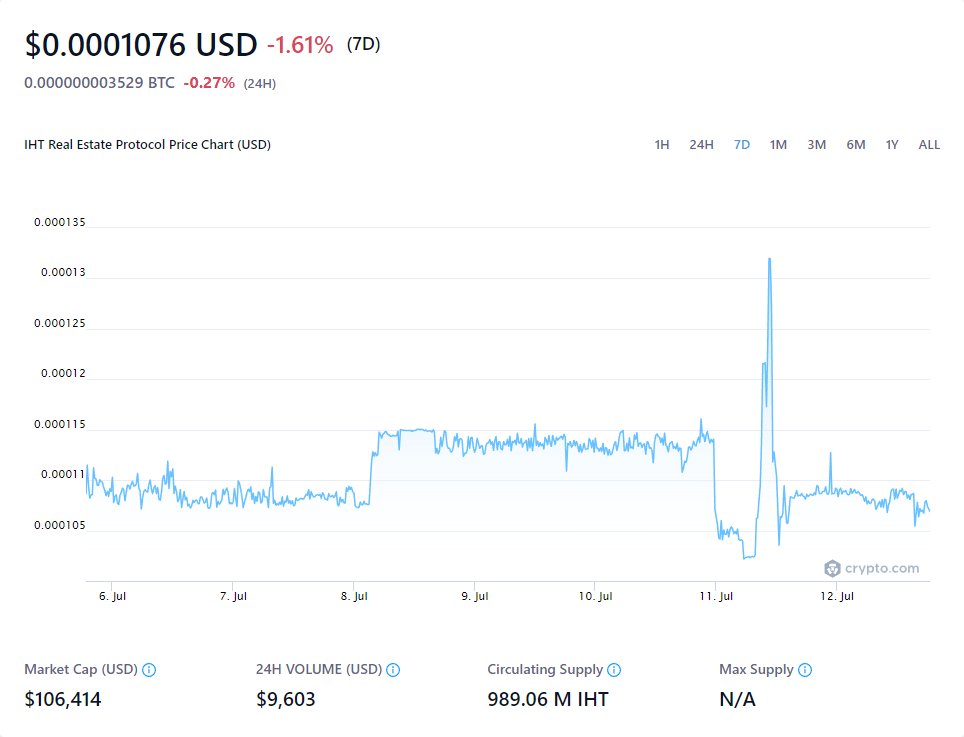 $0.0001076 USD -1.61% (7D)
0.000000003529 BTC -0.27% (24H)
IHT Real Estate Protocol Price Chart (USD)
1H 24H 7D 1M 3M 6M 1Y ALL
0.000135
0.00013
0.000125
0.00012
0.000115
0.00011
0.000105
crypto.com
6. Jul 7. Jul 8. Jul 9. Jul 10. Jul 11. Jul 12. Jul
Market Cap (USD) 24H VOLUME (USD) Circulating Supply Max Supply
$106,414 $9,603 989.06 M IHT N/A